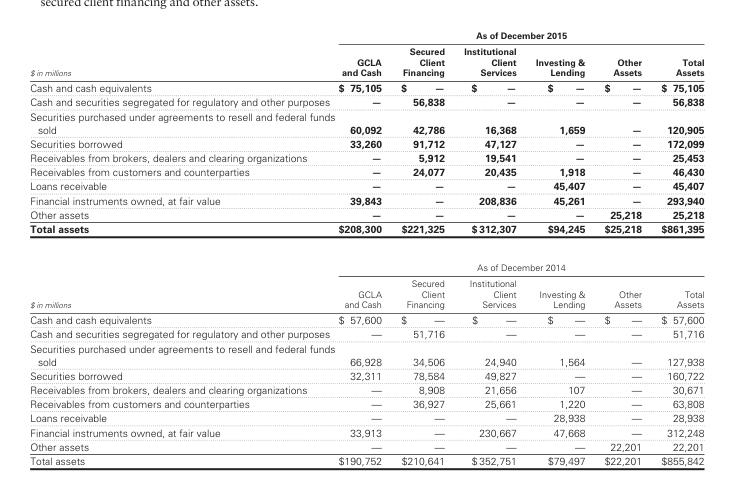 secured client financing and other assets.
As of December 2015
$ in millions GCLA and Cash Secured Client Financing Institutional Client Services Investing & Lending Other Assets Total Assets
Cash and cash equivalents $ 75,105 $ — $ — $ — $ — $ 75,105
Cash and securities segregated for regulatory and other purposes — 56,838 — — — 56,838
Securities purchased under agreements to resell and federal funds
sold 60,092 42,786 16,368 1,659 — 120,905
Securities borrowed 33,260 91,712 47,127 — — 172,099
Receivables from brokers, dealers and clearing organizations — 5,912 19,541 — — 25,453
Receivables from customers and counterparties — 24,077 20,435 1,918 — 46,430
Loans receivable — — — 45,407 — 45,407
Financial instruments owned, at fair value 39,843 — 208,836 45,261 — 293,940
Other assets — — — — 25,218 25,218
Total assets $208,300 $221,325 $312,307 $94,245 $25,218 $861,395
As of December 2014
$ in millions GCLA and Cash Secured Client Financing Institutional Client Services Investing & Lending Other Assets Total Assets
Cash and cash equivalents $ 57,600 $ — $ — $ — $ — $ 57,600
Cash and securities segregated for regulatory and other purposes — 51,716 — — — 51,716
Securities purchased under agreements to resell and federal funds
sold 66,928 34,506 24,940 1,564 — 127,938
Securities borrowed 32,311 78,584 49,827 — — 160,722
Receivables from brokers, dealers and clearing organizations — 8,908 21,656 107 — 30,671
Receivables from customers and counterparties — 36,927 25,661 1,220 — 63,808
Loans receivable — — — 28,938 — 28,938
Financial instruments owned, at fair value 33,913 — 230,667 47,668 — 312,248
Other assets — — — — 22,201 22,201
Total assets $190,752 $210,641 $352,751 $79,497 $22,201 $855,842